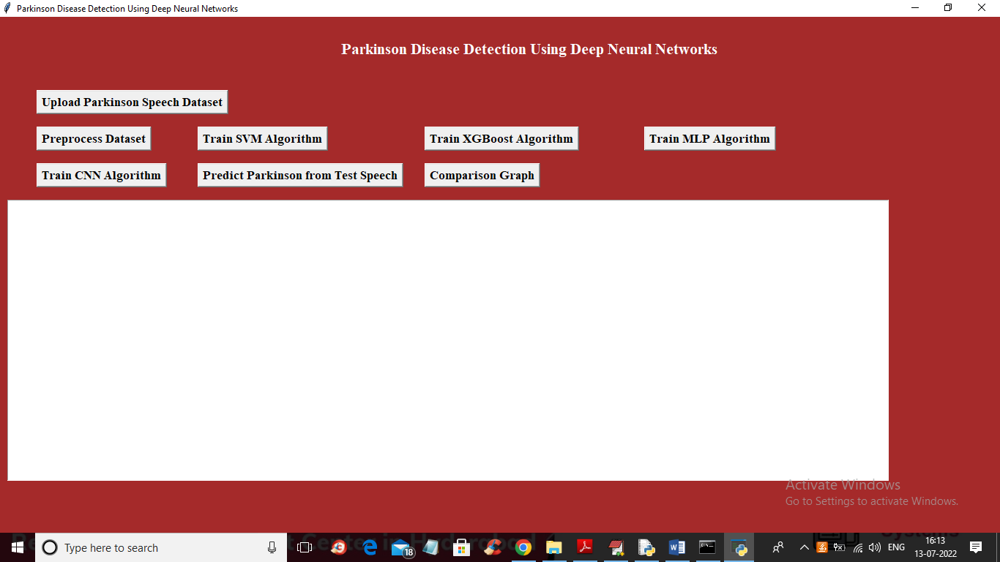 Parkinson Disease Detection Using Deep Neural Networks
Parkinson Disease Detection Using Deep Neural Networks
Upload Parkinson Speech Dataset
Preprocess Dataset Train SVM Algorithm Train XGBoost Algorithm Train MLP Algorithm
Train CNN Algorithm Predict Parkinson from Test Speech Comparison Graph
Activate Windows
Go to Settings to activate Windows.
Type here to search
18
ENG
16:13
13-07-2022